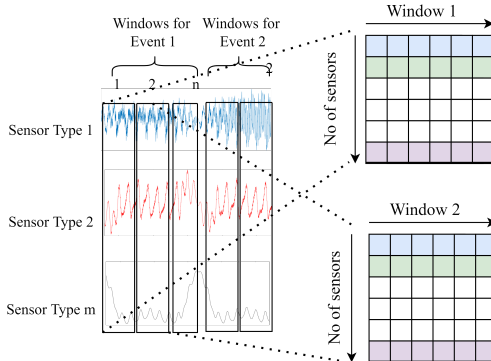 Windows for
Event 1
Windows for
Event 2
1 2 n
2
Sensor Type 1
Sensor Type 2
Sensor Type m
Window 1
No of sensors
Window 2
No of sensors